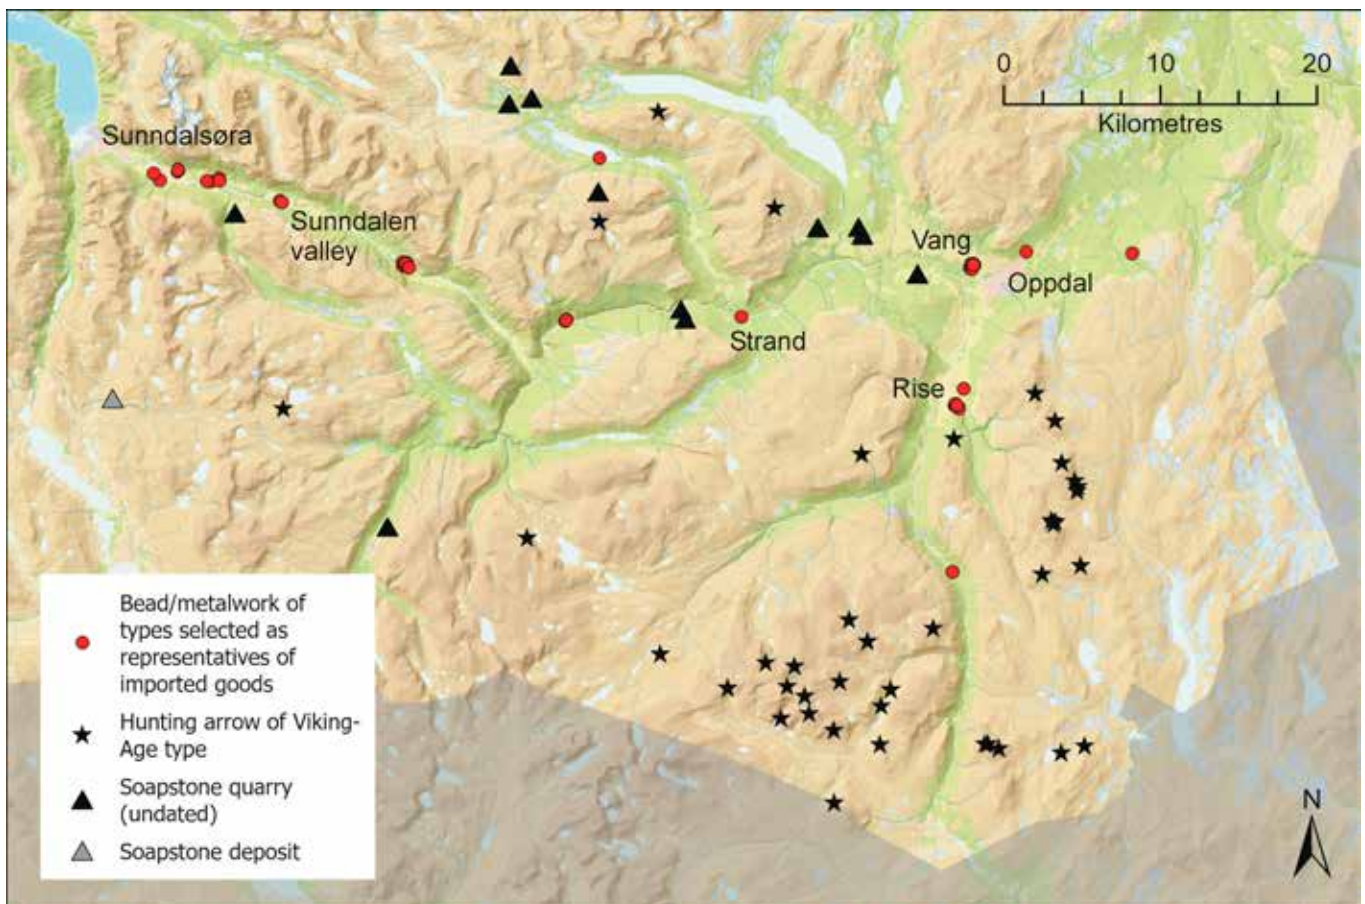 0 10 20
Kilometres
Sunndalsøra
Sunndalen
valley
Vang
Oppdal
Strand
Rise
Bead/metalwork of
types selected as
representatives of
imported goods
Hunting arrow of Viking-
Age type
Soapstone quarry
(undated)
Soapstone deposit
N